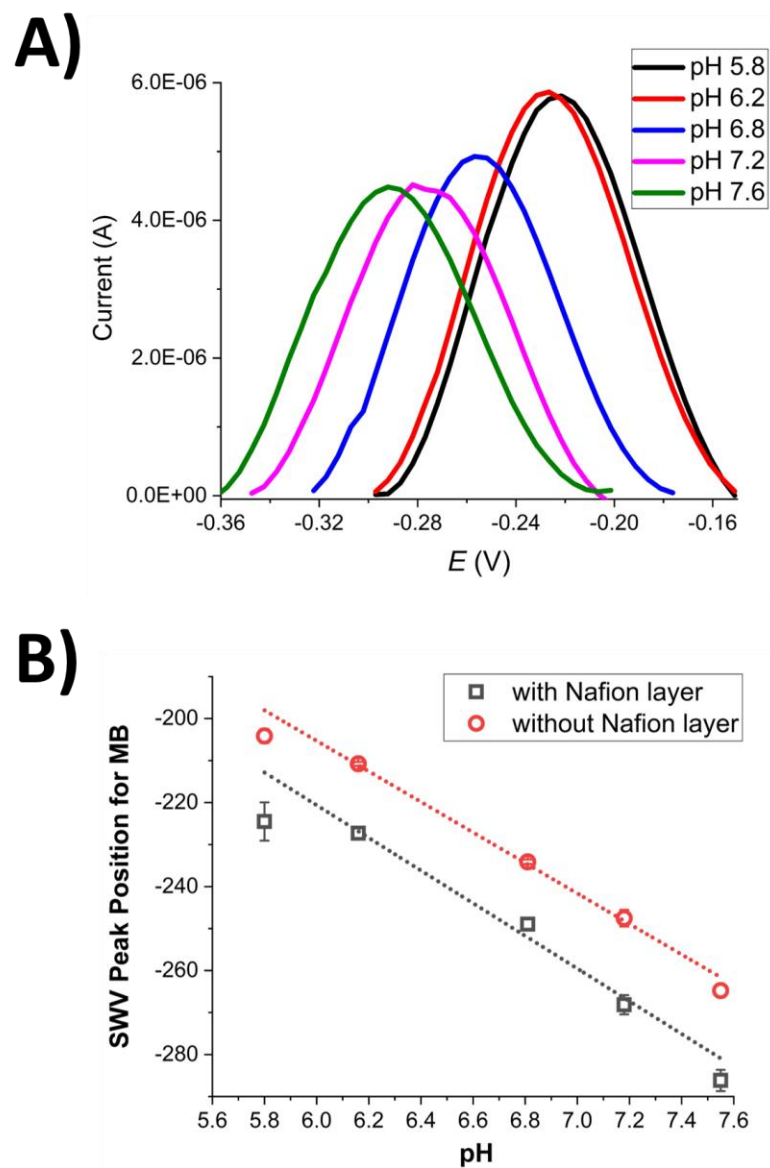 A)
6.0E-06
4.0E-06
2.0E-06
0.0E+00
Current (A)
pH 5.8
pH 6.2
pH 6.8
pH 7.2
pH 7.6
-0.36 -0.32 -0.28 -0.24 -0.20 -0.16
E (V)
B)
-200
-220
-240
-260
-280
SWV Peak Position for MB
with Nafion layer
without Nafion layer
5.6 5.8 6.0 6.2 6.4 6.6 6.8 7.0 7.2 7.4 7.6
pH